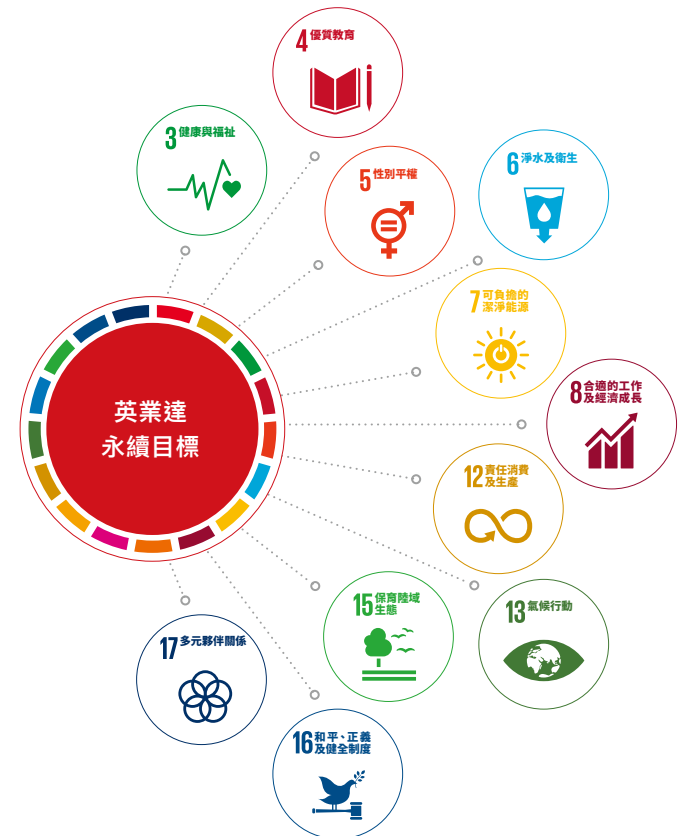 4 優質教育
3 健康與福祉
5 性別平權
6 淨水及衛生
7 可負擔的
潔淨能源
8 合適的工作
及經濟成長
英業達
永續目標
12 責任消費
及生產
13 氣候行動
15 保育陸域
生態
17 多元夥伴關係
16 和平、正義
及健全制度